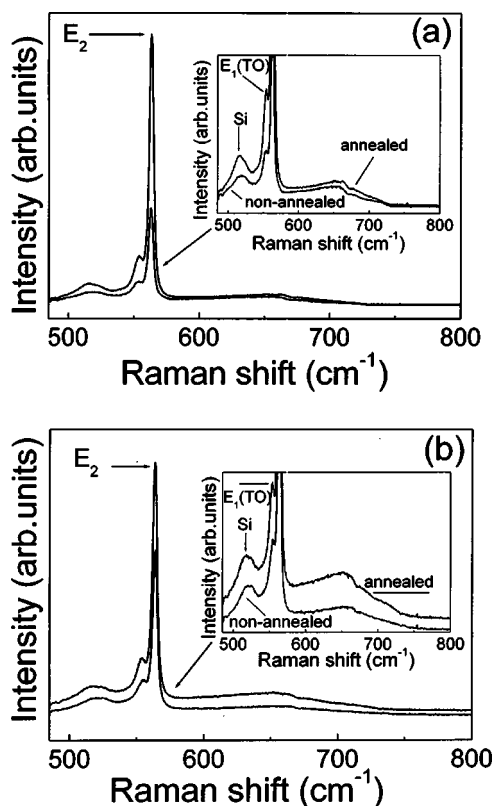 (a)
E2
E1(TO)
Si
annealed
non-annealed
Intensity (arb.units)
500 600 700 800
Raman shift (cm-1)
Intensity (arb.units)
500 600 700 800
Raman shift (cm-1)
(b)
E2
E1(TO)
Si
annealed
non-annealed
Intensity (arb.units)
500 600 700 800
Raman shift (cm-1)
Intensity (arb.units)
500 600 700 800
Raman shift (cm-1)